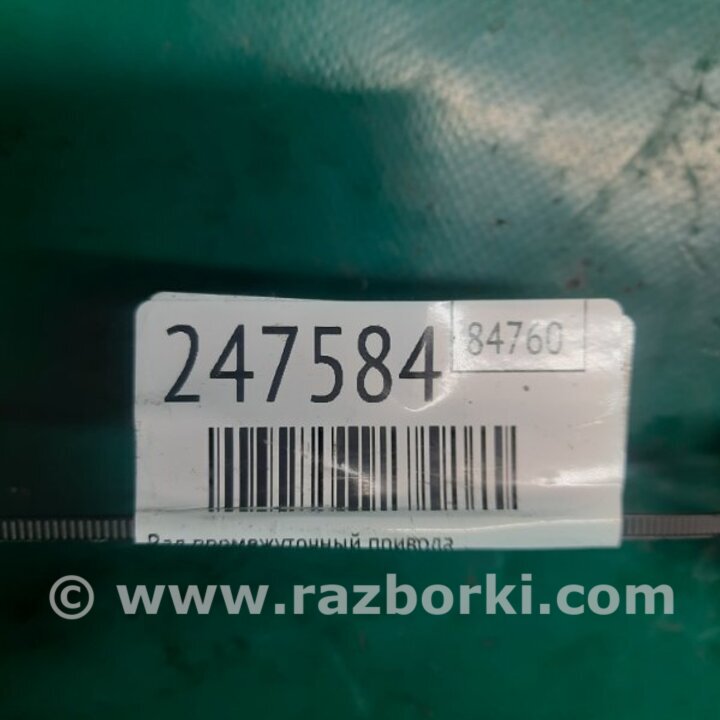 247584 84760
Вал промежуточный привода
© www.razborki.com